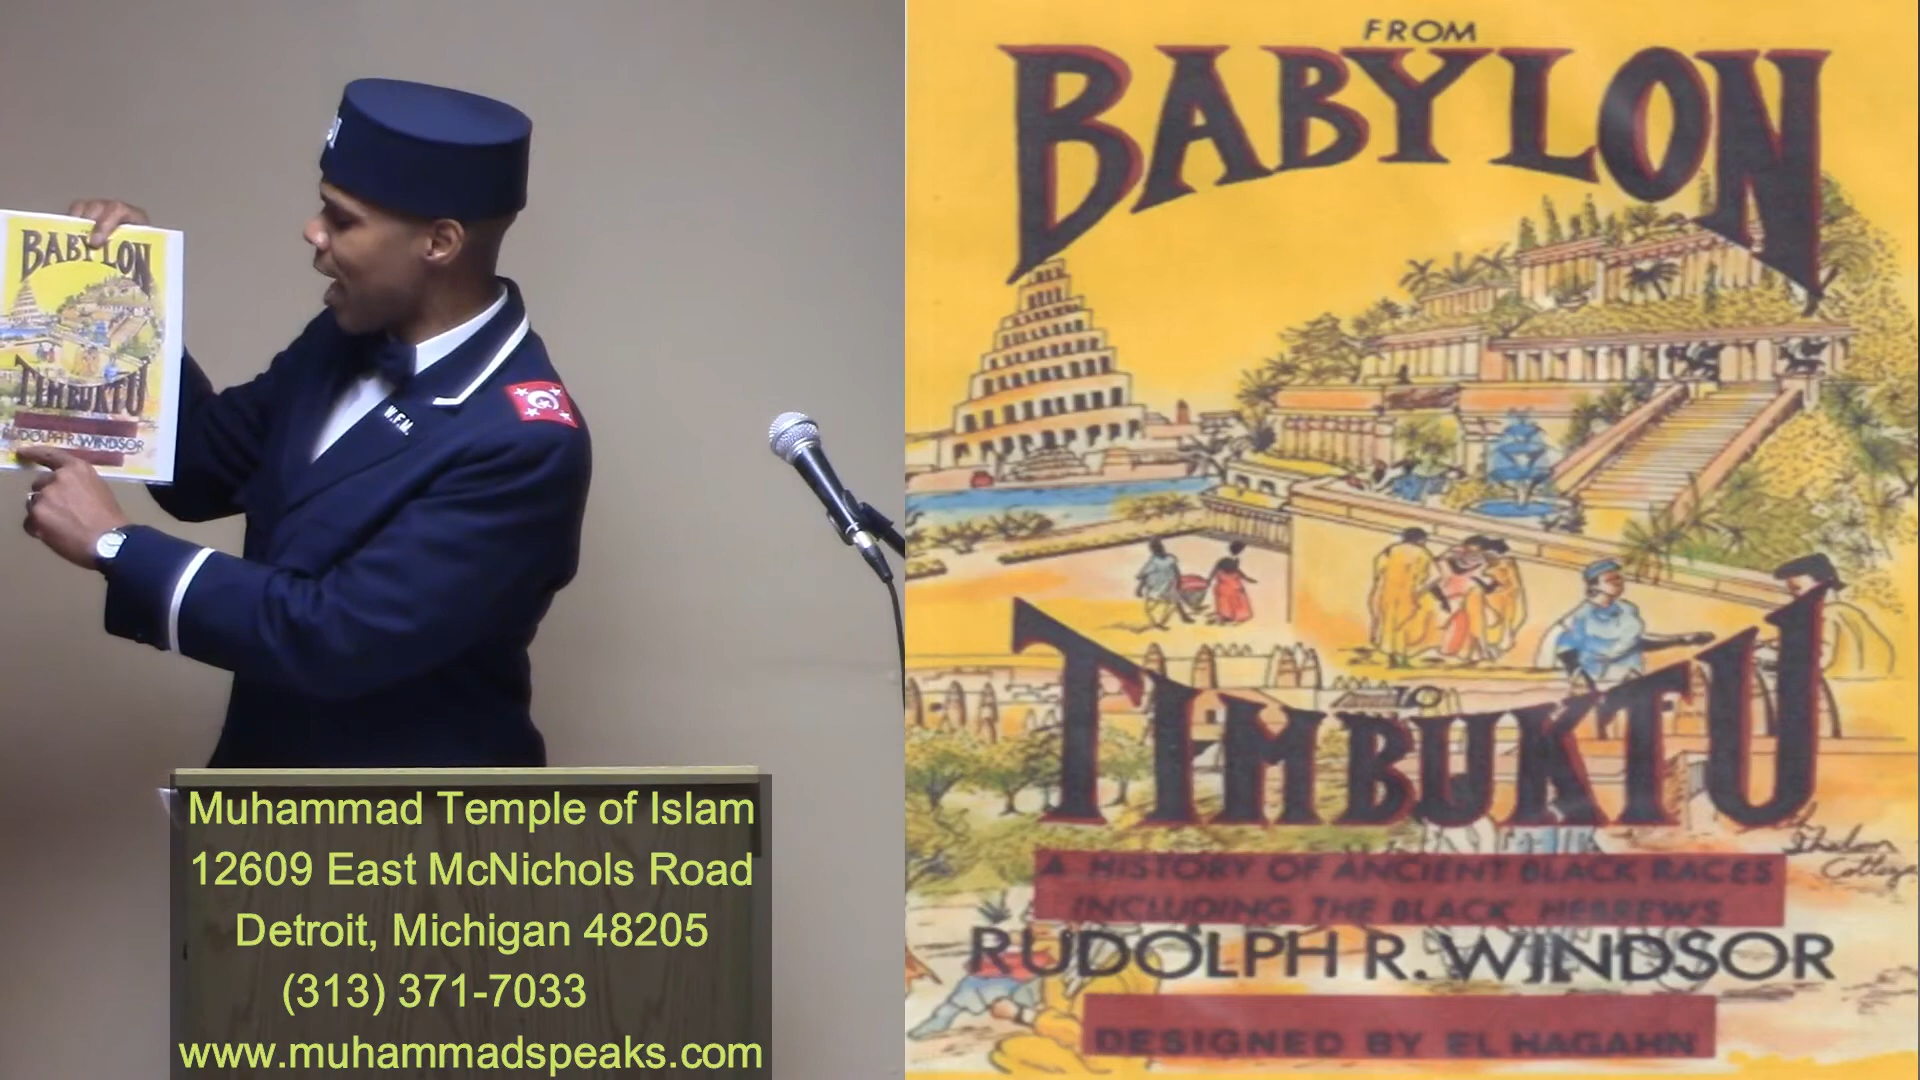 BABYLON
TIMBUKTU
RUDOLPH R. WINDSOR
W.F.M.
Muhammad Temple of Islam
12609 East McNichols Road
Detroit, Michigan 48205
(313) 371-7033
www.muhammadspeaks.com
FROM
BABYLON
TO
TIMBUKTU
A HISTORY OF ANCIENT BLACK RACES
INCLUDING THE BLACK HEBREWS
RUDOLPH R. WINDSOR
DESIGNED BY EL HAGAHN